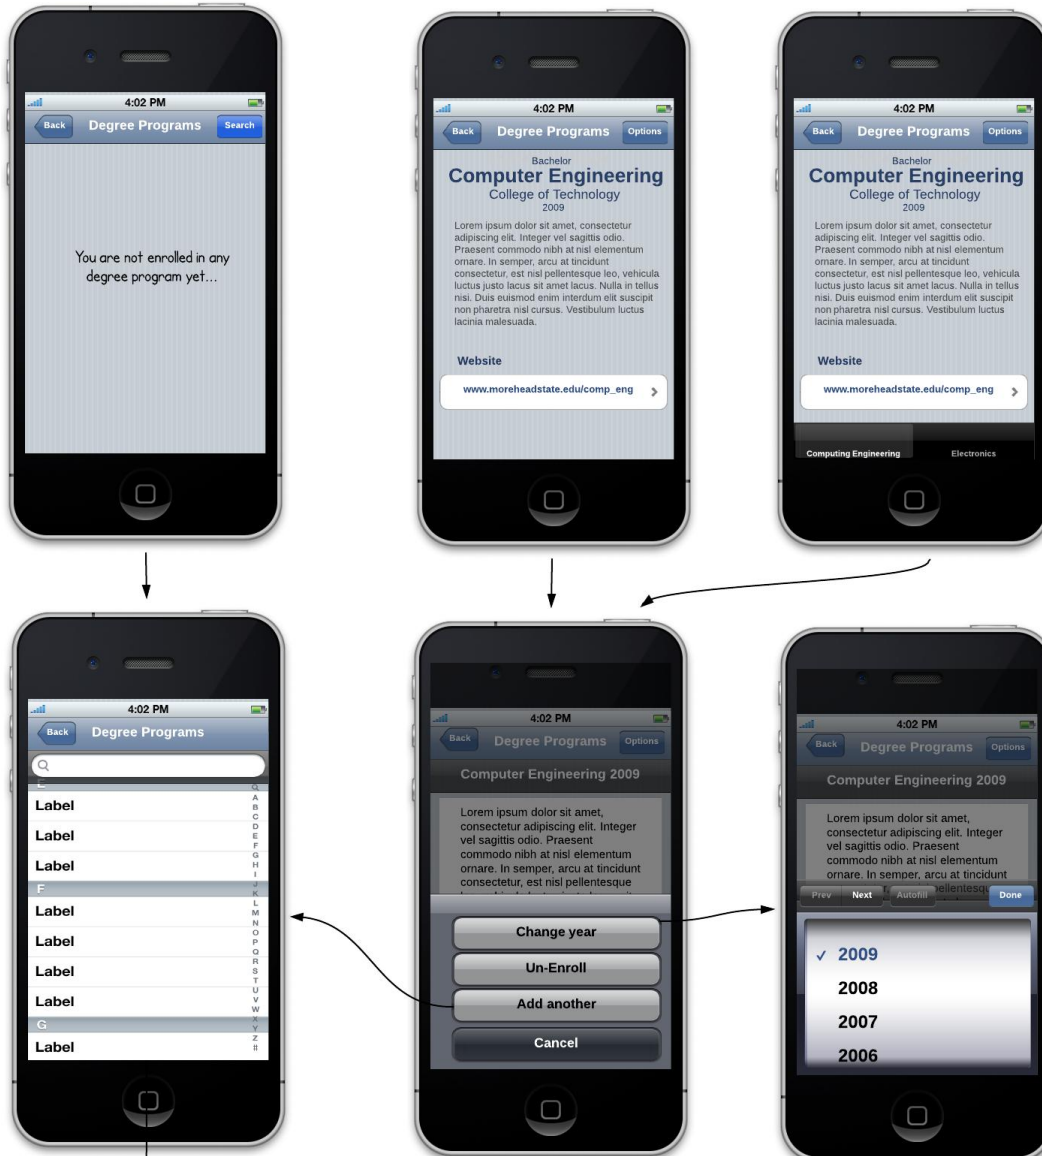 4:02 PM
Back Degree Programs Search
You are not enrolled in any
degree program yet...
4:02 PM
Back Degree Programs Options
Bachelor
Computer Engineering
College of Technology
2009
Lorem ipsum dolor sit amet, consectetur
adipiscing elit. Integer vel sagittis odio.
Praesent commodo nibh at nisl elementum
ornare. In semper, arcu at tincidunt
consectetur, est nisl pellentesque leo, vehicula
luctus justo lacus sit amet lacus. Nulla in tellus
nisi. Duis euismod enim interdum elit suscipit
non pharetra nisl cursus. Vestibulum luctus
lacinia malesuada.
Website
www.moreheadstate.edu/comp_eng
4:02 PM
Back Degree Programs Options
Bachelor
Computer Engineering
College of Technology
2009
Lorem ipsum dolor sit amet, consectetur
adipiscing elit. Integer vel sagittis odio.
Praesent commodo nibh at nisl elementum
ornare. In semper, arcu at tincidunt
consectetur, est nisl pellentesque leo, vehicula
luctus justo lacus sit amet lacus. Nulla in tellus
nisi. Duis euismod enim interdum elit suscipit
non pharetra nisl cursus. Vestibulum luctus
lacinia malesuada.
Website
www.moreheadstate.edu/comp_eng
Computing Engineering Electronics
4:02 PM
Back Degree Programs
E
Label
Label
Label
F
Label
Label
Label
Label
G
Label
A
B
C
D
E
F
G
H
I
J
K
L
M
N
O
P
Q
R
S
T
U
V
W
X
Y
Z
#
4:02 PM
Back Degree Programs Options
Computer Engineering 2009
Lorem ipsum dolor sit amet,
consectetur adipiscing elit. Integer
vel sagittis odio. Praesent
commodo nibh at nisl elementum
ornare. In semper, arcu at tincidunt
consectetur, est nisl pellentesque
Change year
Un-Enroll
Add another
Cancel
4:02 PM
Back Degree Programs Options
Computer Engineering 2009
Lorem ipsum dolor sit amet,
consectetur adipiscing elit. Integer
vel sagittis odio. Praesent
commodo nibh at nisl elementum
ornare. In semper, arcu at tincidunt
Prev Next Autofill Done
✓ 2009
2008
2007
2006